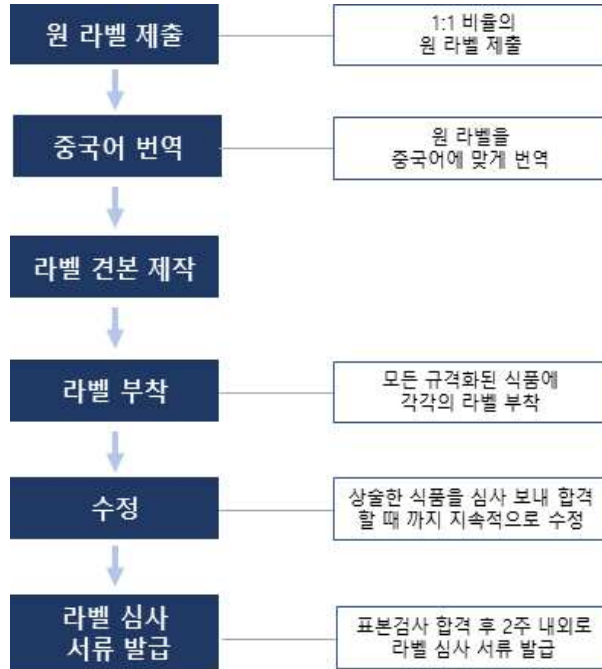 원 라벨 제출
1:1 비율의
원 라벨 제출
중국어 번역
원 라벨을
중국어에 맞게 번역
라벨 견본 제작
라벨 부착
모든 규격화된 식품에
각각의 라벨 부착
수정
상술한 식품을 심사 보내 합격
할 때 까지 지속적으로 수정
라벨 심사
서류 발급
표본검사 합격 후 2주 내외로
라벨 심사 서류 발급